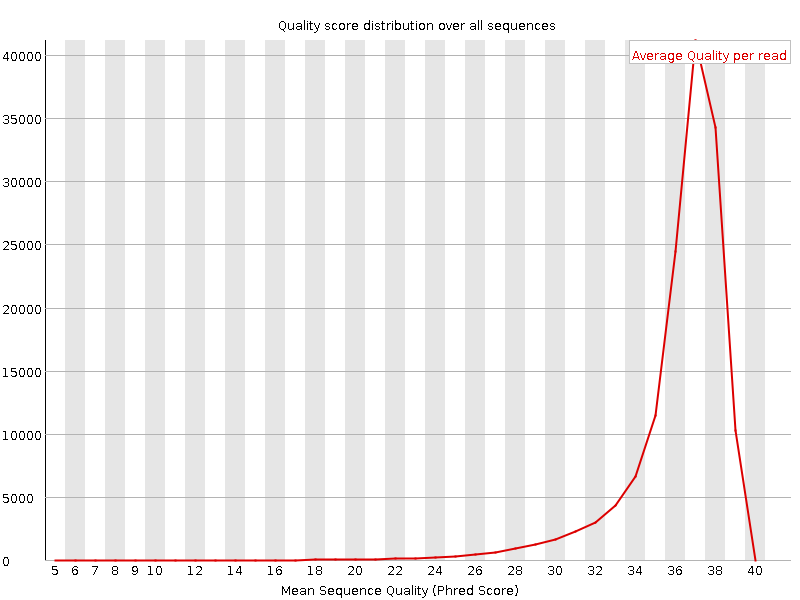 Quality score distribution over all sequences
Average Quality per read
40000
35000
30000
25000
20000
15000
10000
5000
0
5 6 7 8 9 10 12 14 16 18 20 22 24 26 28 30 32 34 36 38 40
Mean Sequence Quality (Phred Score)